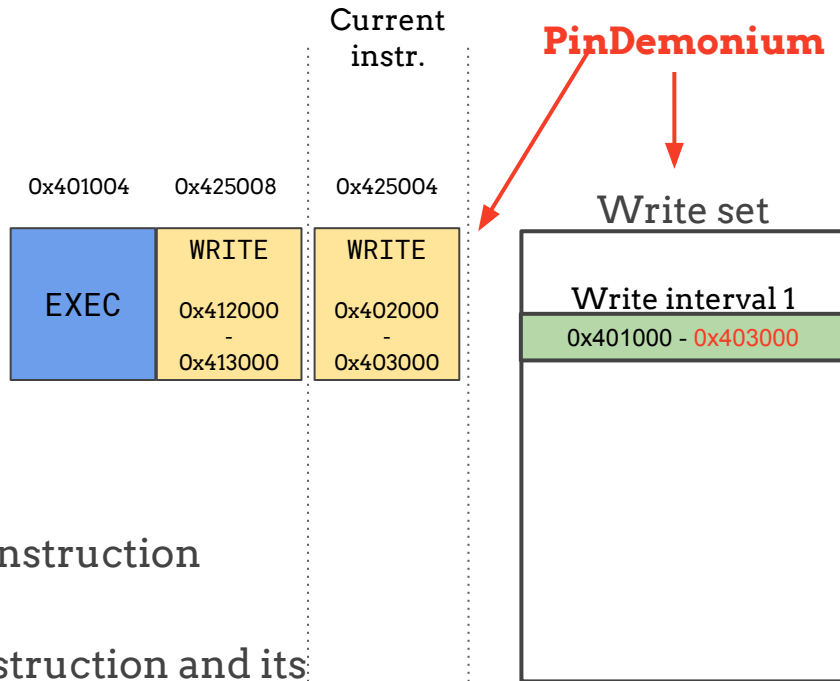 Current
instr.
PinDemonium
0x401004
0x425008
0x425004
Write set
EXEC
WRITE
0x412000
-
0x413000
WRITE
0x402000
-
0x403000
Write interval 1
0x401000 - 0x403000
nstruction
struction and its